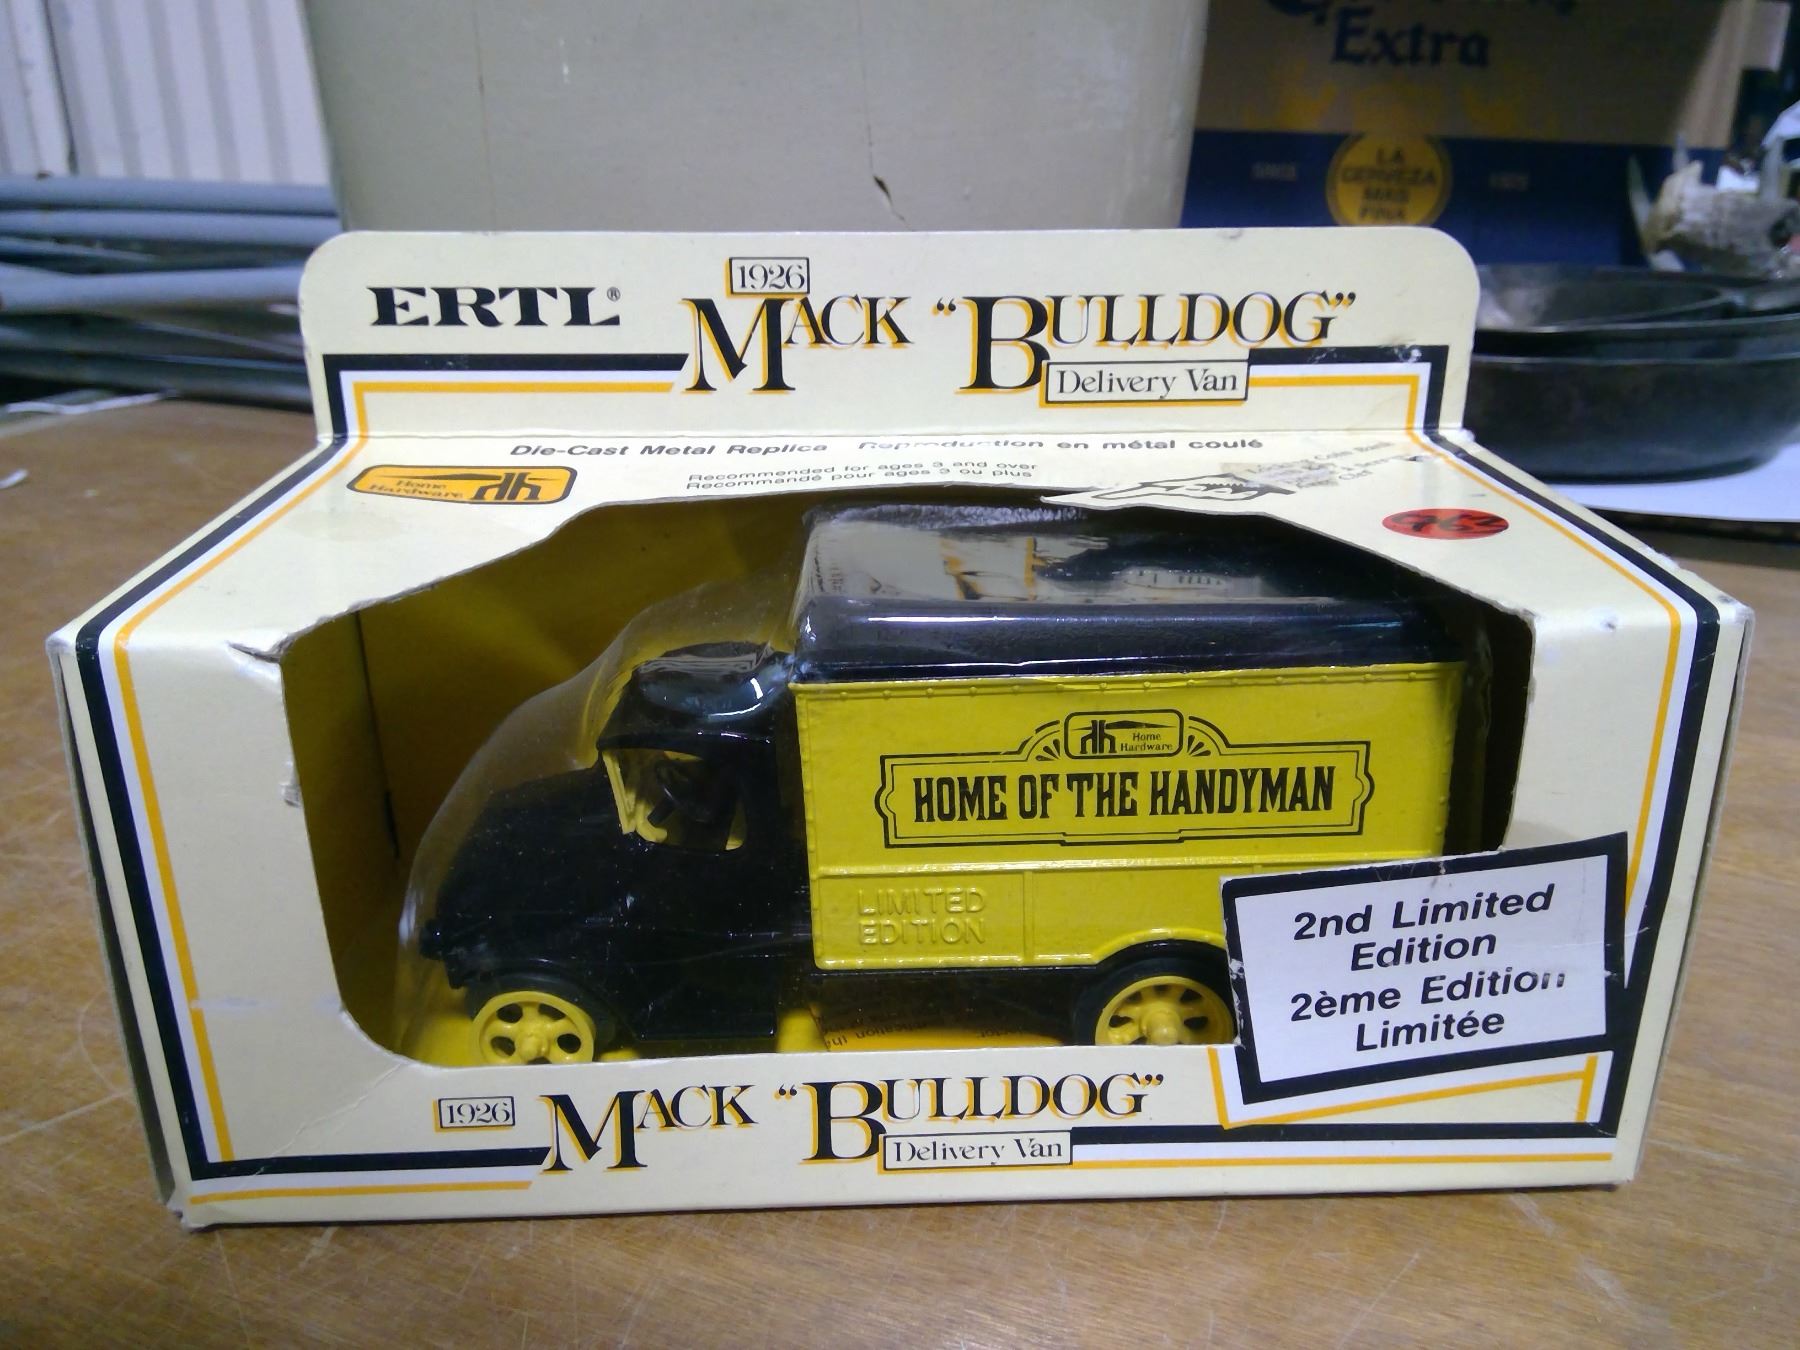 Extra
LA
CERVEZA
MAS
FINA
ERTL®
1926
MACK "BULLDOG"
Delivery Van
Die-Cast Metal Replica Reproduction en métal coulé
Recommended for ages 3 and over
Recommandé pour ages 3 ou plus
Home
Hardware
962
Home
Hardware
HOME OF THE HANDYMAN
LIMITED
EDITION
2nd Limited
Edition
2ème Edition
Limitée
1926
MACK "BULLDOG"
Delivery Van